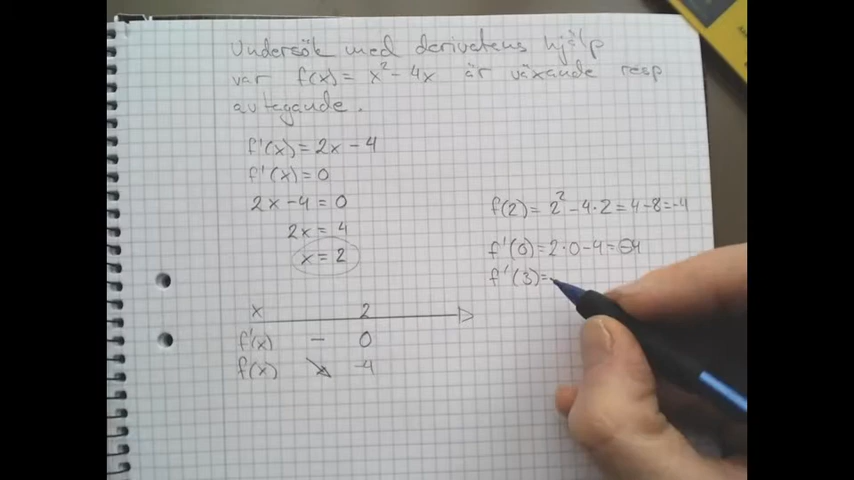 Undersök med derivatens hjälp
var f(x) = x² - 4x är växande resp
avtagande.
f'(x) = 2x - 4
f'(x) = 0
2x - 4 = 0
2x = 4
x = 2
f(2) = 2² - 4·2 = 4 - 8 = -4
f'(0) = 2·0 - 4 = -4
f'(3) =
x 2
f'(x) - 0
f(x) ↘ -4